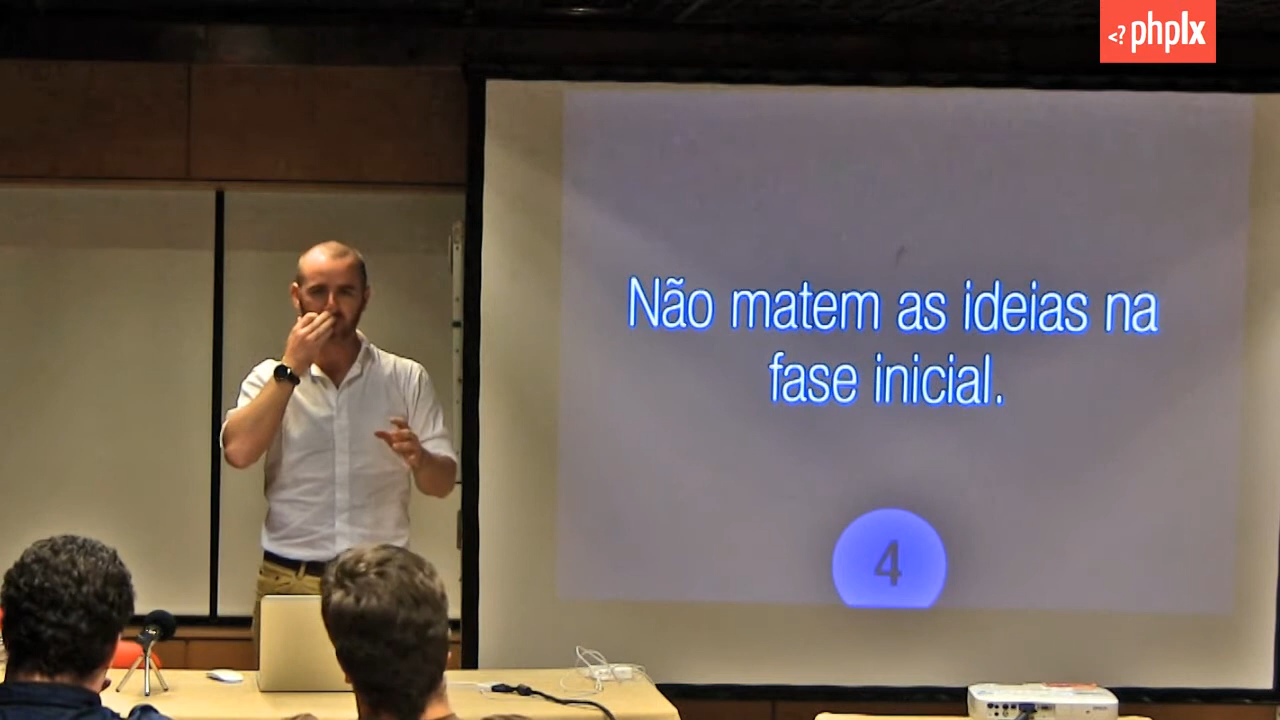 <? phplx
Não matem as ideias na
fase inicial.
4